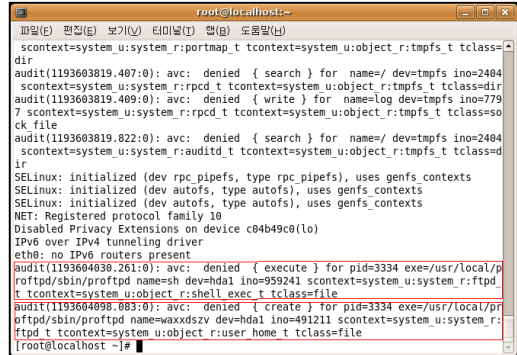 root@localhost:~
파일(F) 편집(E) 보기(V) 터미널(T) 탭(B) 도움말(H)
scontext=system_u:system_r:portmap_t tcontext=system_u:object_r:tmpfs_t tclass=
dir
audit(1193603819.407:0): avc:  denied  { search } for  name=/ dev=tmpfs ino=2404
scontext=system_u:system_r:rpcd_t tcontext=system_u:object_r:tmpfs_t tclass=dir
audit(1193603819.409:0): avc:  denied  { write } for  name=log dev=tmpfs ino=779
7 scontext=system_u:system_r:rpcd_t tcontext=system_u:object_r:tmpfs_t tclass=so
ck_file
audit(1193603819.822:0): avc:  denied  { search } for  name=/ dev=tmpfs ino=2404
scontext=system_u:system_r:auditd_t tcontext=system_u:object_r:tmpfs_t tclass=d
ir
SELinux: initialized (dev rpc_pipefs, type rpc_pipefs), uses genfs_contexts
SELinux: initialized (dev autofs, type autofs), uses genfs_contexts
SELinux: initialized (dev autofs, type autofs), uses genfs_contexts
NET: Registered protocol family 10
Disabled Privacy Extensions on device c04b49c0(lo)
IPv6 over IPv4 tunneling driver
eth0: no IPv6 routers present
audit(1193604030.261:0): avc:  denied  { execute } for pid=3334 exe=/usr/local/p
roftpd/sbin/proftpd name=sh dev=hda1 ino=959241 scontext=system_u:system_r:ftpd_
t tcontext=system_u:object_r:shell_exec_t tclass=file
audit(1193604098.083:0): avc:  denied  { create } for pid=3334 exe=/usr/local/pr
oftpd/sbin/proftpd name=waxxdszv dev=hda1 ino=491211 scontext=system_u:system_r:
ftpd_t tcontext=system_u:object_r:user_home_t tclass=file
[root@localhost ~]#